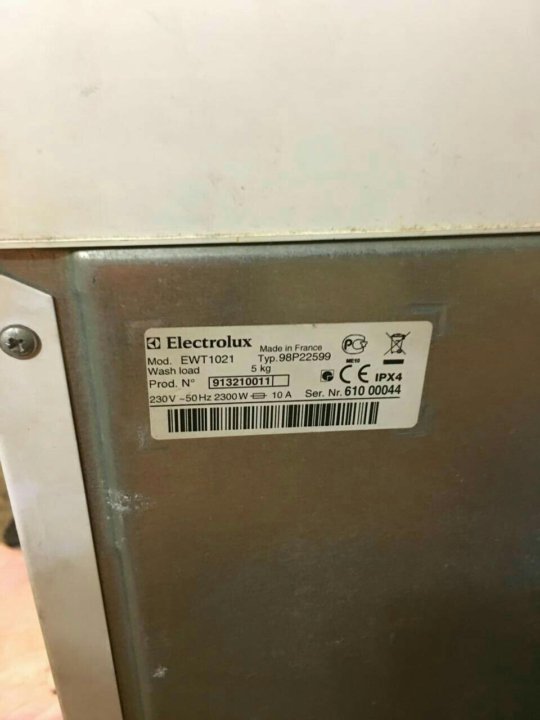 Electrolux Made in France
Mod. EWT1021 Typ.98P22599
Wash load 5 kg
ME10
Prod. N° 913210011
CE IPX4
230V ~50Hz 2300W 10 A Ser. Nr. 610 00044